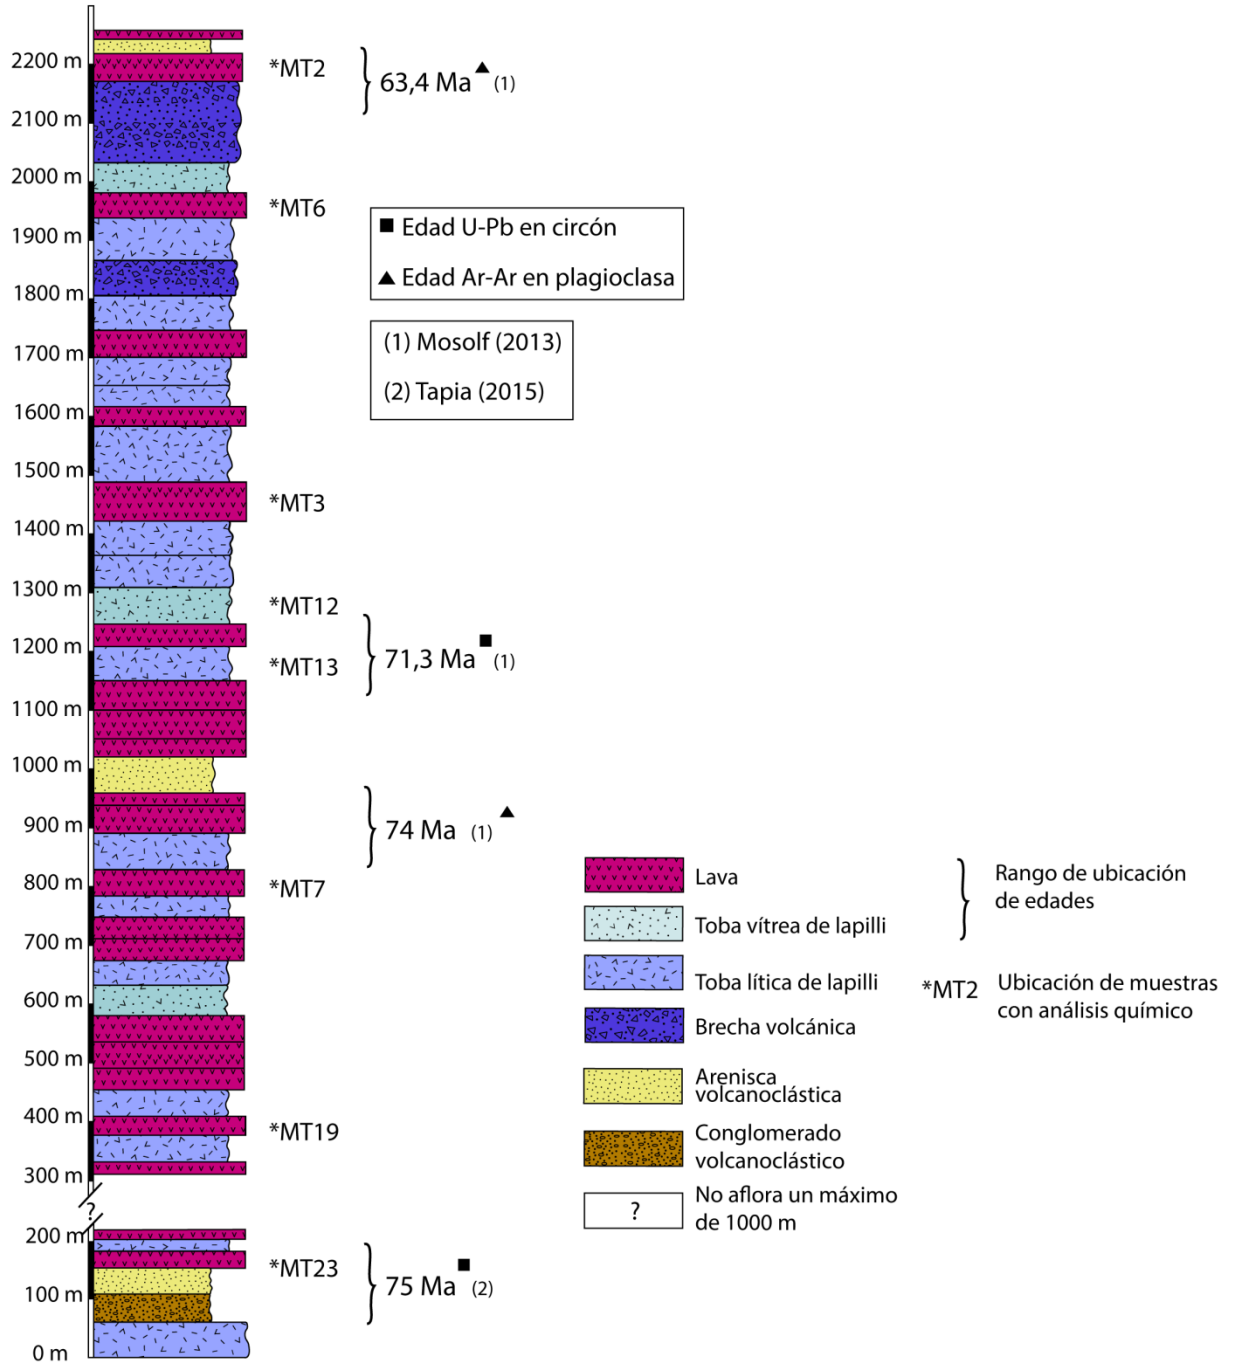 2200 m
*MT2
63,4 Ma ▲ (1)
2100 m
2000 m
1900 m
*MT6
■ Edad U-Pb en circón
▲ Edad Ar-Ar en plagioclasa
1800 m
1700 m
(1) Mosolf (2013)
(2) Tapia (2015)
1600 m
1500 m
*MT3
1400 m
1300 m
*MT12
1200 m
*MT13
71,3 Ma ■ (1)
1100 m
1000 m
900 m
74 Ma (1) ▲
800 m
*MT7
700 m
600 m
500 m
400 m
*MT19
300 m
?
200 m
*MT23
75 Ma ■ (2)
100 m
0 m
Lava
Toba vítrea de lapilli
Toba lítica de lapilli
Brecha volcánica
Arenisca
volcanoclástica
Conglomerado
volcanoclástico
?
No aflora un máximo
de 1000 m
Rango de ubicación
de edades
*MT2
Ubicación de muestras
con análisis químico